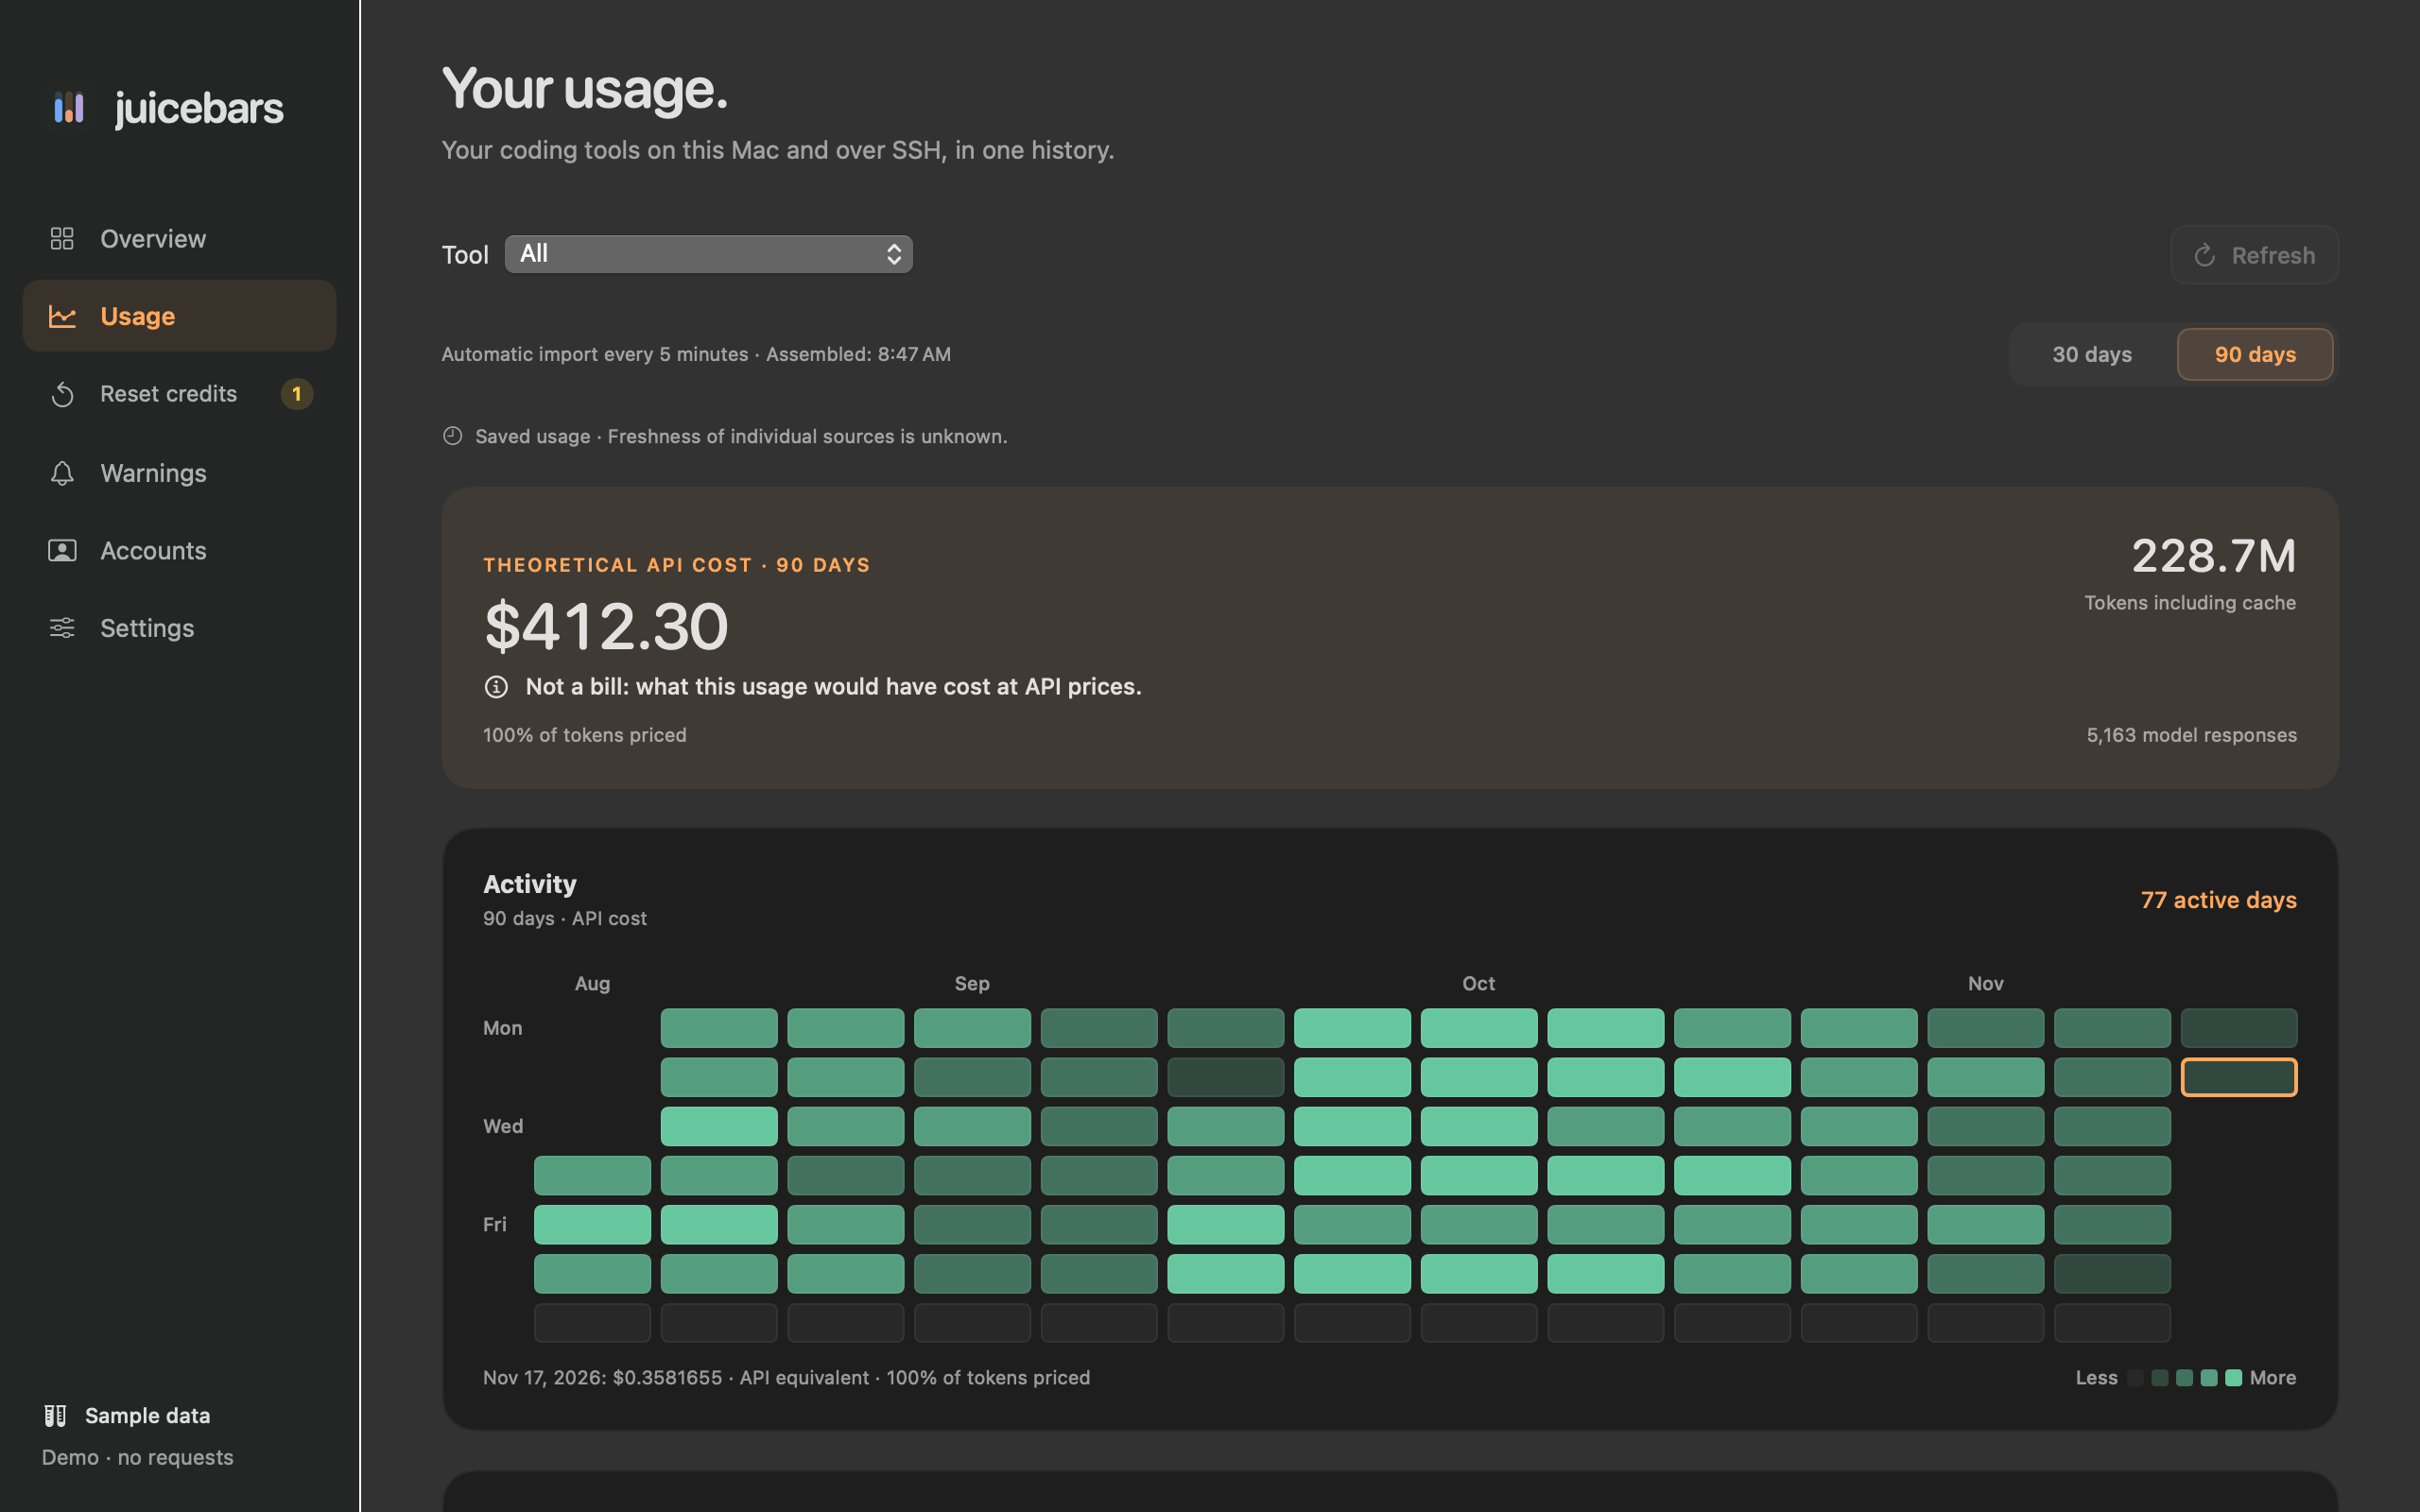 juicebars
Overview
Usage
Reset credits 1
Warnings
Accounts
Settings
Sample data
Demo · no requests
Your usage.
Your coding tools on this Mac and over SSH, in one history.
Tool All
Refresh
Automatic import every 5 minutes · Assembled: 8:47 AM
30 days 90 days
Saved usage · Freshness of individual sources is unknown.
THEORETICAL API COST · 90 DAYS
$412.30
Not a bill: what this usage would have cost at API prices.
100% of tokens priced
228.7M
Tokens including cache
5,163 model responses
Activity
90 days · API cost
77 active days
Aug Sep Oct Nov
Mon
Wed
Fri
Nov 17, 2026: $0.3581655 · API equivalent · 100% of tokens priced
Less More